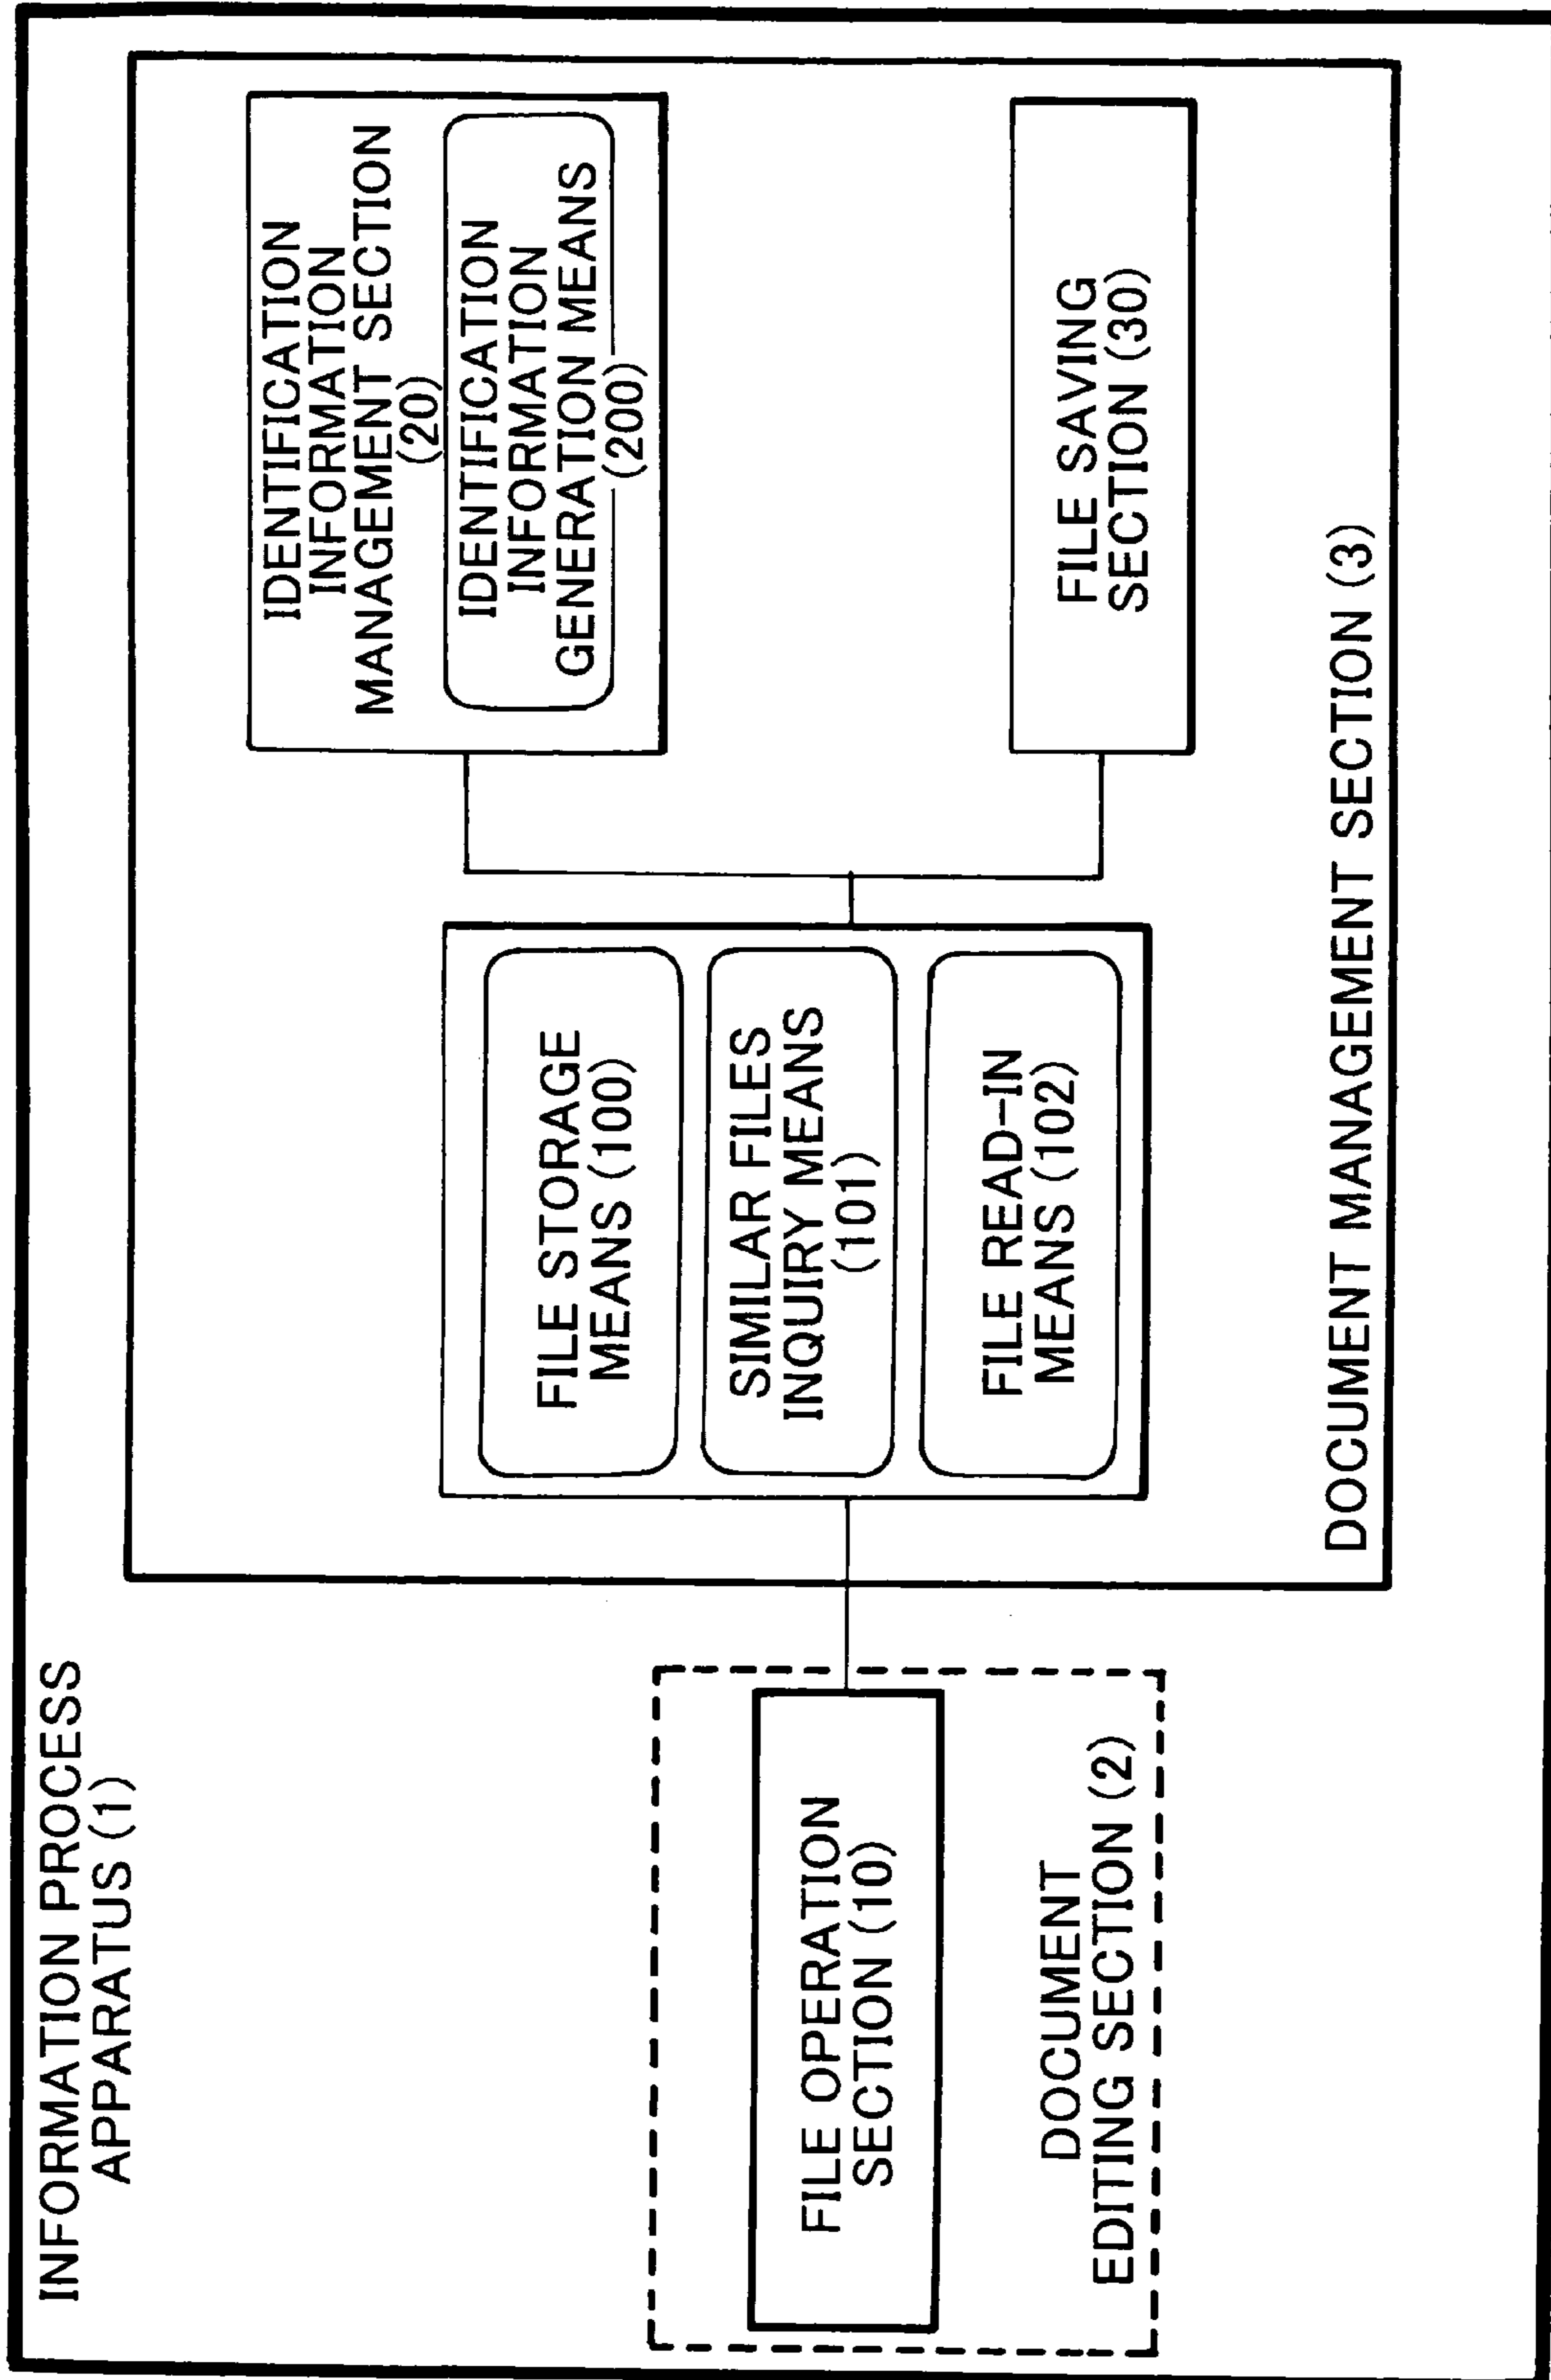 INFORMATION PROCESS
APPARATUS (1)
FILE OPERATION
SECTION (10)
DOCUMENT
EDITING SECTION (2)
FILE STORAGE
MEANS (100)
SIMILAR FILES
INQUIRY MEANS
(101)
FILE READ-IN
MEANS (102)
IDENTIFICATION
INFORMATION
MANAGEMENT SECTION
(20)
IDENTIFICATION
INFORMATION
GENERATION MEANS
(200)
FILE SAVING
SECTION (30)
DOCUMENT MANAGEMENT SECTION (3)